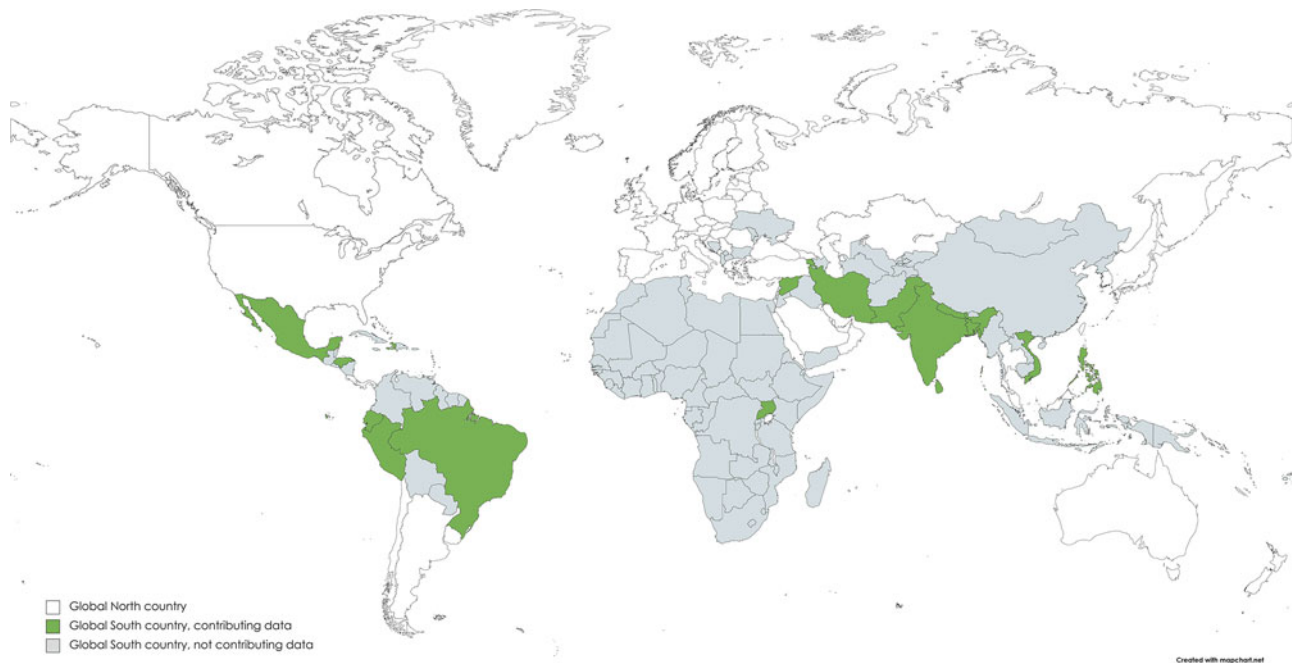 Global North country
Global South country, contributing data
Global South country, not contributing data
Created with mapchart.net